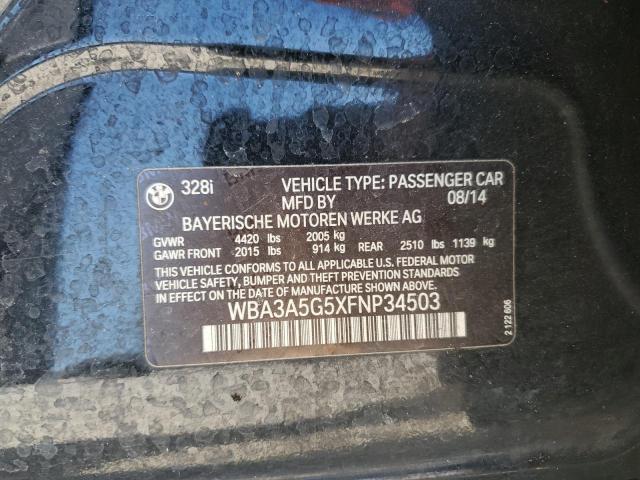 BMW 328i VEHICLE TYPE: PASSENGER CAR
MFD BY 08/14
BAYERISCHE MOTOREN WERKE AG
GVWR 4420 lbs 2005 kg
GAWR FRONT 2015 lbs 914 kg REAR 2510 lbs 1139 kg
THIS VEHICLE CONFORMS TO ALL APPLICABLE U.S. FEDERAL MOTOR
VEHICLE SAFETY, BUMPER, AND THEFT PREVENTION STANDARDS
IN EFFECT ON THE DATE OF MANUFACTURE SHOWN ABOVE.
WBA3A5G5XFNP34503
2 122 606